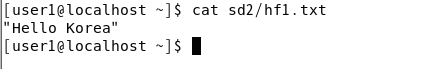 [user1@localhost ~]$ cat sd2/hf1.txt
"Hello Korea"
[user1@localhost ~]$